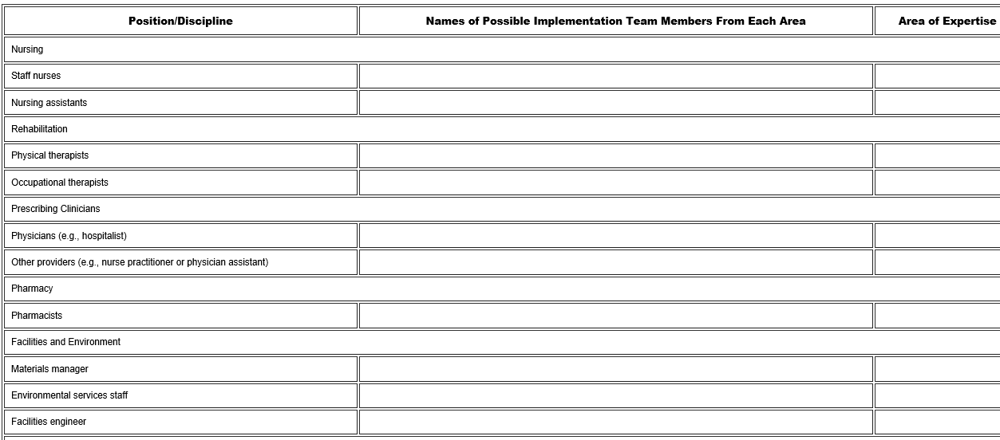 Position/Discipline Names of Possible Implementation Team Members From Each Area Area of Expertise
Nursing
Staff nurses
Nursing assistants
Rehabilitation
Physical therapists
Occupational therapists
Prescribing Clinicians
Physicians (e.g., hospitalist)
Other providers (e.g., nurse practitioner or physician assistant)
Pharmacy
Pharmacists
Facilities and Environment
Materials manager
Environmental services staff
Facilities engineer